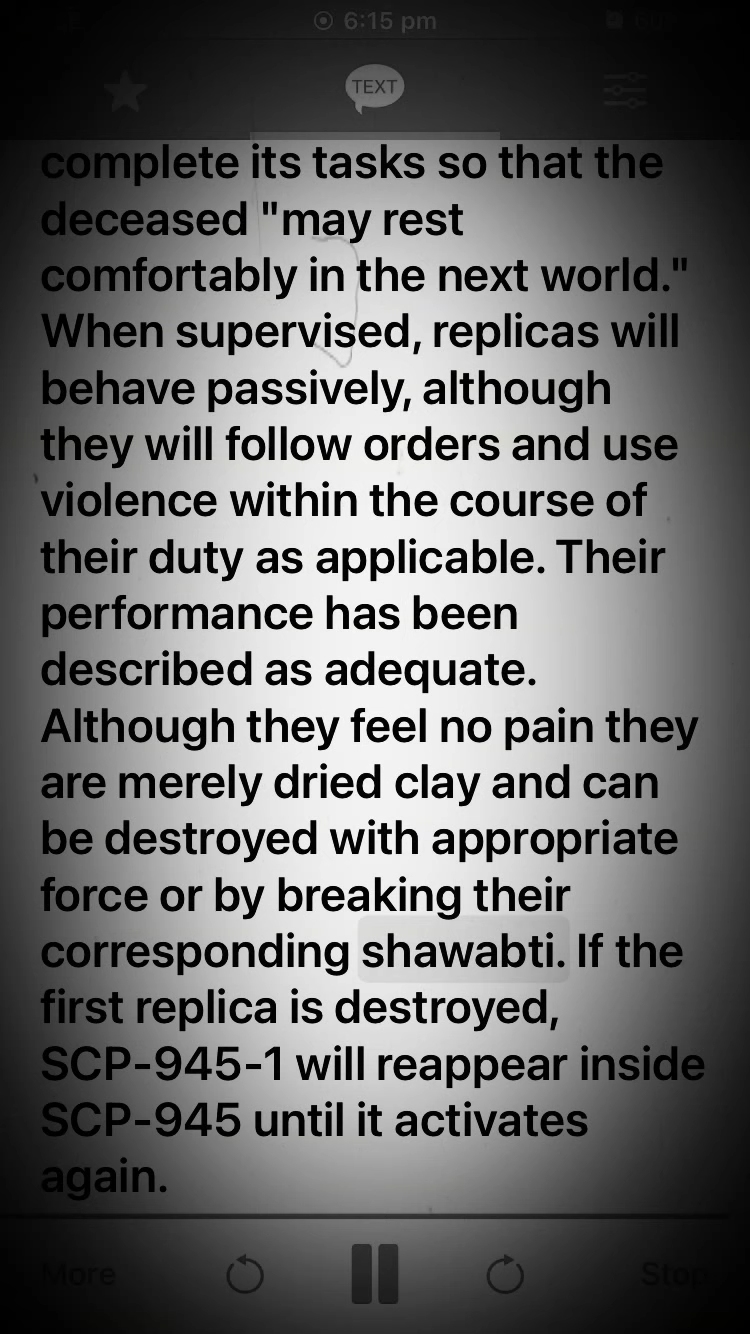 6:15 pm
TEXT
complete its tasks so that the
deceased "may rest
comfortably in the next world."
When supervised, replicas will
behave passively, although
they will follow orders and use
violence within the course of
their duty as applicable. Their
performance has been
described as adequate.
Although they feel no pain they
are merely dried clay and can
be destroyed with appropriate
force or by breaking their
corresponding shawabti. If the
first replica is destroyed,
SCP-945-1 will reappear inside
SCP-945 until it activates
again.
More Stop